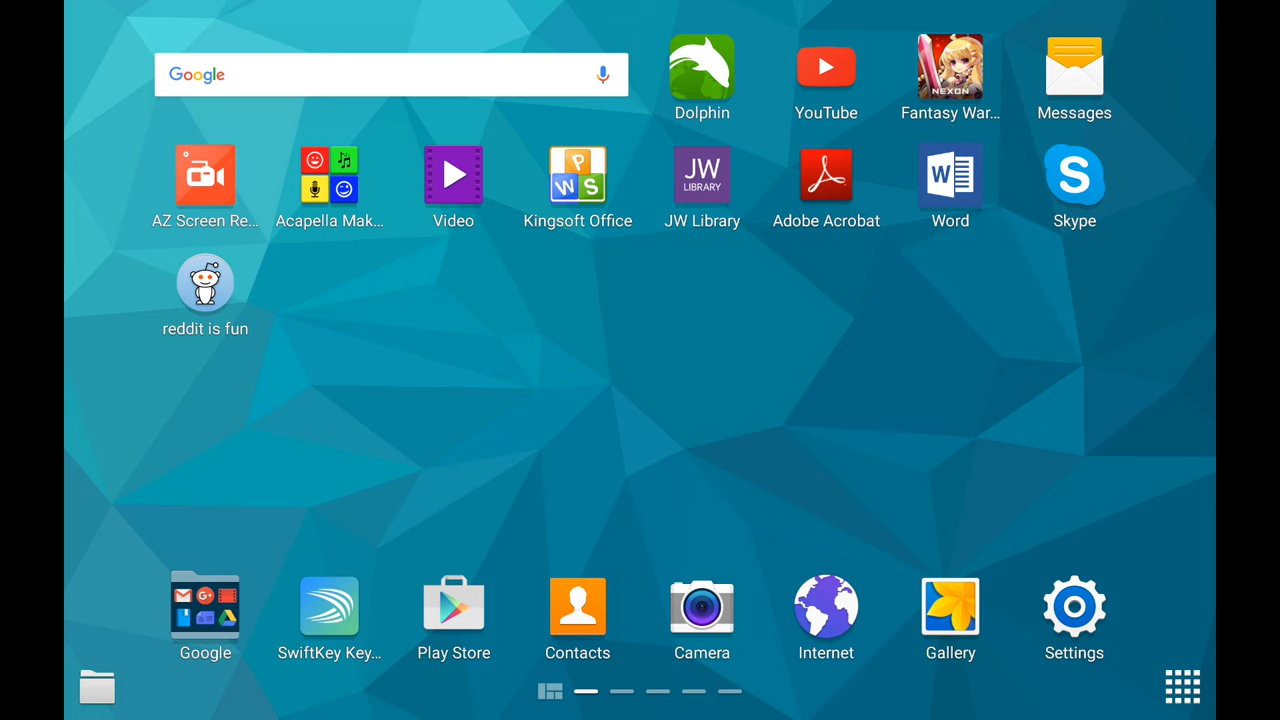 Google
Dolphin
YouTube
NEXON
Fantasy War...
Messages
AZ Screen Re...
Acapella Mak...
Video
P
W S
Kingsoft Office
JW
LIBRARY
JW Library
Adobe Acrobat
W
Word
S
Skype
reddit is fun
Google
SwiftKey Key...
Play Store
Contacts
Camera
Internet
Gallery
Settings